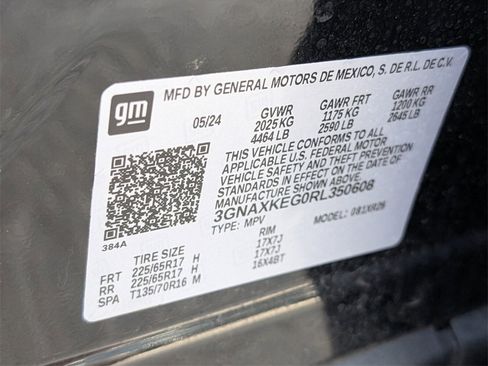 gm
MFD BY GENERAL MOTORS DE MEXICO, S. DE R.L. DE C.V.
05/24 GVWR GAWR FRT GAWR RR
2025 KG 1175 KG 1200 KG
4464 LB 2590 LB 2645 LB
THIS VEHICLE CONFORMS TO ALL
APPLICABLE U.S. FEDERAL MOTOR
VEHICLE SAFETY AND THEFT PREVENTION
STANDARDS IN EFFECT ON THE DATE OF
MANUFACTURE SHOWN ABOVE.
3GNAXKEG0RL350608
TYPE: MPV MODEL: 081XR26
384A
TIRE SIZE RIM
FRT 225/65R17 H 17X7J
RR 225/65R17 H 17X7J
SPA T135/70R16 M 16X4BT